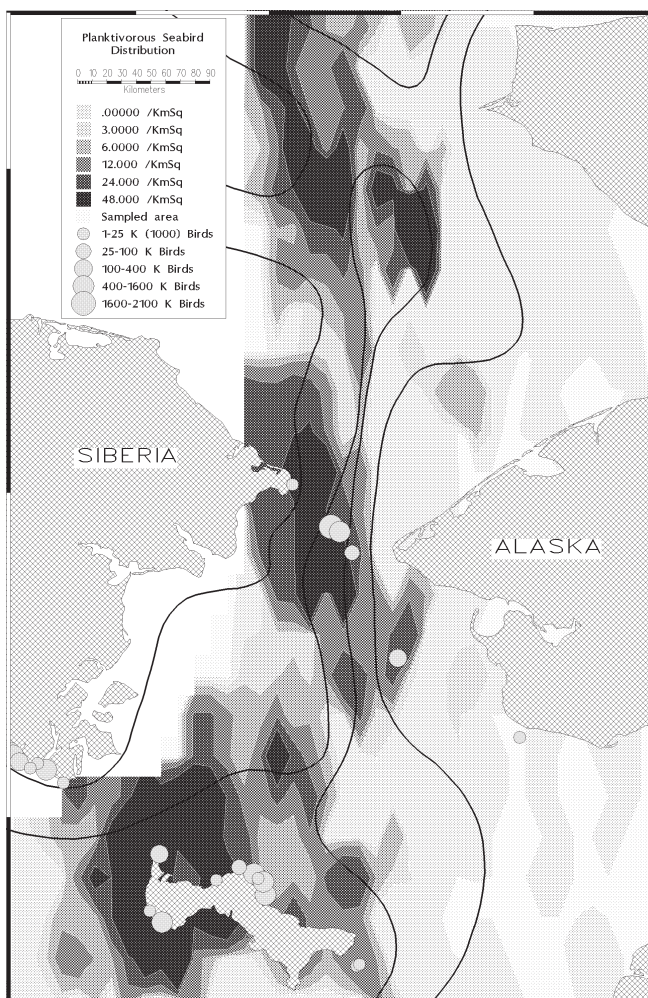 Planktivorous Seabird
Distribution
0 10 20 30 40 50 60 70 80 90
Kilometers
.00000 /KmSq
3.0000 /KmSq
6.0000 /KmSq
12.000 /KmSq
24.000 /KmSq
48.000 /KmSq
Sampled area
1-25 K (1000) Birds
25-100 K Birds
100-400 K Birds
400-1600 K Birds
1600-2100 K Birds
SIBERIA
ALASKA